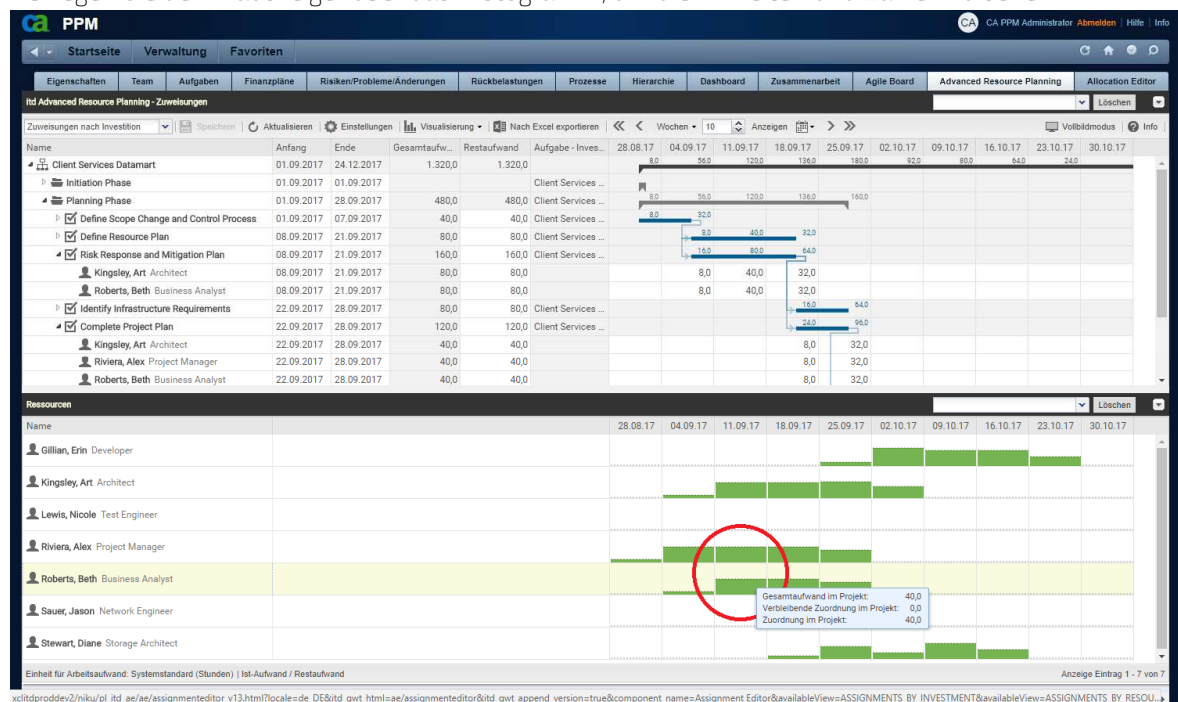 ca PPM
CA CA PPM Administrator Abmelden | Hilfe | Info
Startseite Verwaltung Favoriten
Eigenschaften Team Aufgaben Finanzpläne Risiken/Probleme/Änderungen Rückbelastungen Prozesse Hierarchie Dashboard Zusammenarbeit Agile Board Advanced Resource Planning Allocation Editor
itd Advanced Resource Planning - Zuweisungen Löschen
Zuweisungen nach Investition Speichern Aktualisieren Einstellungen Visualisierung Nach Excel exportieren Wochen 10 Anzeigen Vollbildmodus Info
Name Anfang Ende Gesamtaufw... Restaufwand Aufgabe - Inves... 28.08.17 04.09.17 11.09.17 18.09.17 25.09.17 02.10.17 09.10.17 16.10.17 23.10.17 30.10.17
Client Services Datamart 01.09.2017 24.12.2017 1.320,0 1.320,0 8,0 56,0 120,0 136,0 180,0 92,0 80,0 64,0 24,0
Initiation Phase 01.09.2017 01.09.2017 Client Services ...
Planning Phase 01.09.2017 28.09.2017 480,0 480,0 Client Services ... 8,0 56,0 120,0 136,0 160,0
Define Scope Change and Control Process 01.09.2017 07.09.2017 40,0 40,0 Client Services ... 8,0 32,0
Define Resource Plan 08.09.2017 21.09.2017 80,0 80,0 Client Services ... 8,0 40,0 32,0
Risk Response and Mitigation Plan 08.09.2017 21.09.2017 160,0 160,0 Client Services ... 16,0 80,0 64,0
Kingsley, Art Architect 08.09.2017 21.09.2017 80,0 80,0 8,0 40,0 32,0
Roberts, Beth Business Analyst 08.09.2017 21.09.2017 80,0 80,0 8,0 40,0 32,0
Identify Infrastructure Requirements 22.09.2017 28.09.2017 80,0 80,0 Client Services ... 16,0 64,0
Complete Project Plan 22.09.2017 28.09.2017 120,0 120,0 Client Services ... 24,0 96,0
Kingsley, Art Architect 22.09.2017 28.09.2017 40,0 40,0 8,0 32,0
Riviera, Alex Project Manager 22.09.2017 28.09.2017 40,0 40,0 8,0 32,0
Roberts, Beth Business Analyst 22.09.2017 28.09.2017 40,0 40,0 8,0 32,0
Ressourcen Löschen
Name 28.08.17 04.09.17 11.09.17 18.09.17 25.09.17 02.10.17 09.10.17 16.10.17 23.10.17 30.10.17
Gillian, Erin Developer
Kingsley, Art Architect
Lewis, Nicole Test Engineer
Riviera, Alex Project Manager
Roberts, Beth Business Analyst
Gesamtaufwand im Projekt: 40,0
Verbleibende Zuordnung im Projekt: 0,0
Zuordnung im Projekt: 40,0
Sauer, Jason Network Engineer
Stewart, Diane Storage Architect
Einheit für Arbeitsaufwand: Systemstandard (Stunden) | Ist-Aufwand / Restaufwand Anzeige Eintrag 1 - 7 von 7
xclitdproddev2/niku/pl_itd_ae/ae/assignmenteditor_v13.html?locale=de_DE&itd_gwt_html=ae/assignmenteditor&itd_gwt_append_version=true&component_name=Assignment Editor&availableView=ASSIGNMENTS_BY_INVESTMENT&availableView=ASSIGNMENTS_BY_RESOU...